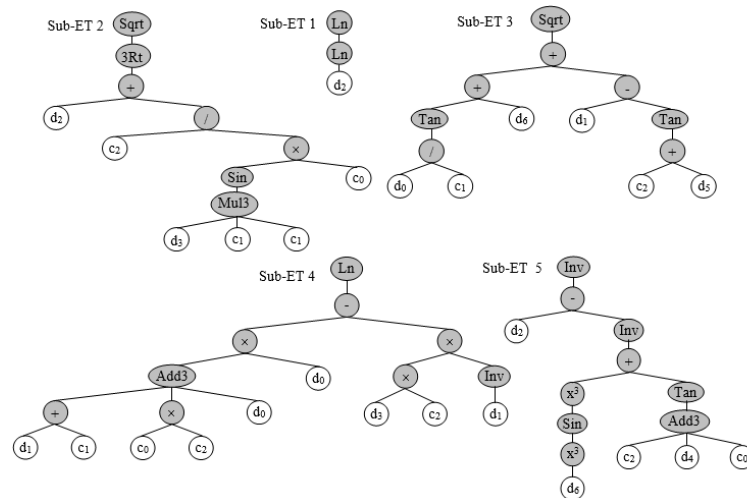 Sub-ET 2 Sqrt Sub-ET 1 Ln Sub-ET 3 Sqrt
3Rt Ln +
+ d2 + -
d2 / Tan d6 d1 Tan
c2 × / +
Sin c0 d0 c1 c2 d5
Mul3
d3 c1 c1
Sub-ET 4 Ln Sub-ET 5 Inv
- -
× × d2 Inv
Add3 d0 × Inv +
+ × d0 d3 c2 d1 x³ Tan
d1 c1 c0 c2 Sin Add3
x³ c2 d4 c0
d6